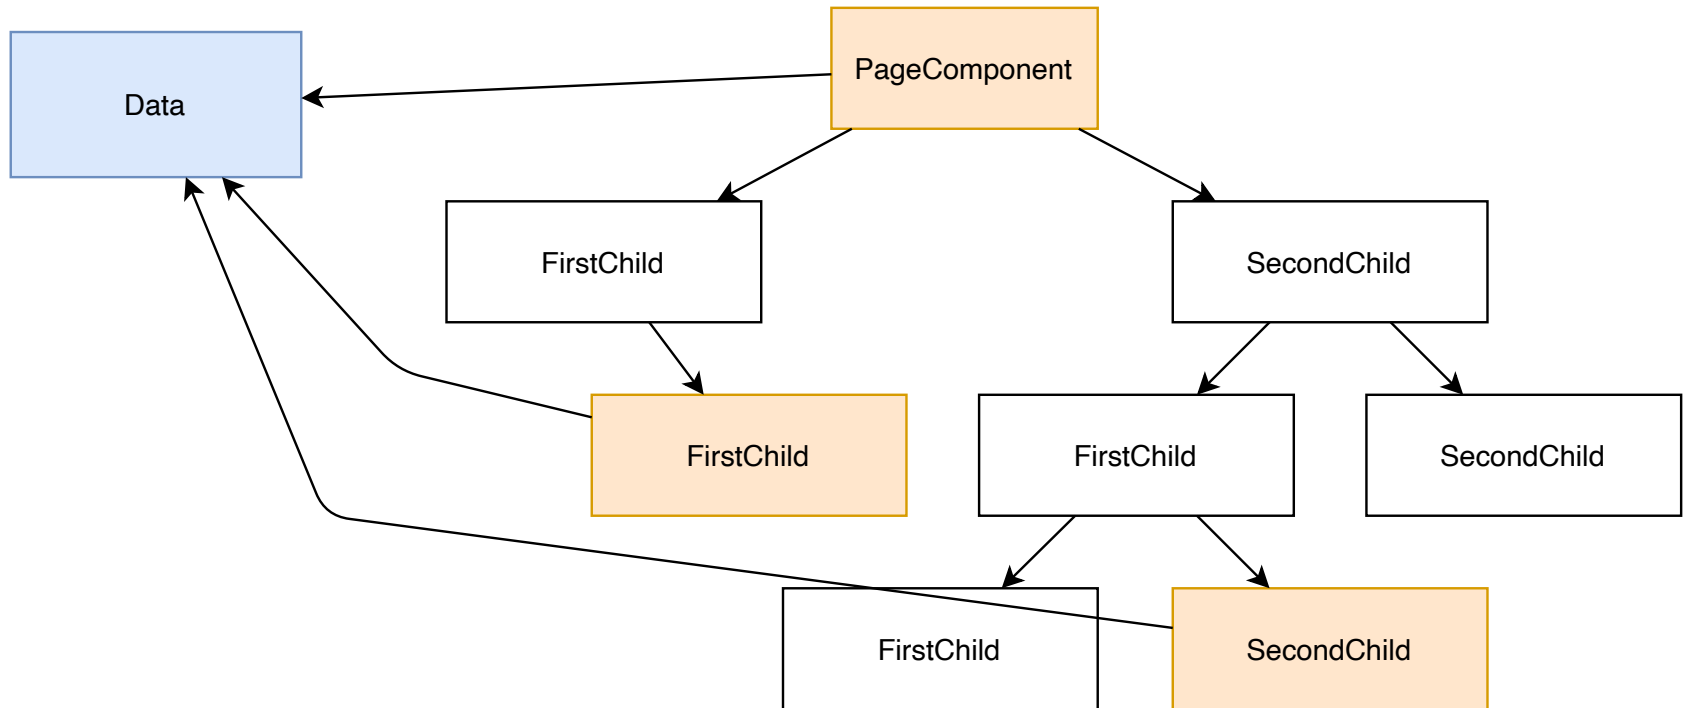 PageComponent
Data
FirstChild
SecondChild
FirstChild
FirstChild
SecondChild
FirstChild
SecondChild